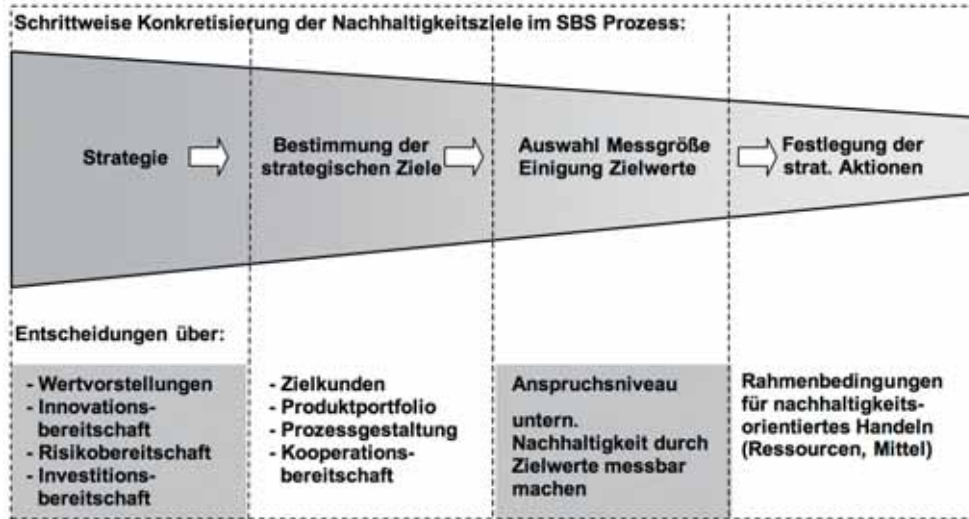 Schrittweise Konkretisierung der Nachhaltigkeitsziele im SBS Prozess:
Strategie
Bestimmung der
strategischen Ziele
Auswahl Messgröße
Einigung Zielwerte
Festlegung der
strat. Aktionen
Entscheidungen über:
- Wertvorstellungen
- Innovations-
bereitschaft
- Risikobereitschaft
- Investitions-
bereitschaft
- Zielkunden
- Produktportfolio
- Prozessgestaltung
- Kooperations-
bereitschaft
Anspruchsniveau
untern.
Nachhaltigkeit durch
Zielwerte messbar
machen
Rahmenbedingungen
für nachhaltigkeits-
orientiertes Handeln
(Ressourcen, Mittel)